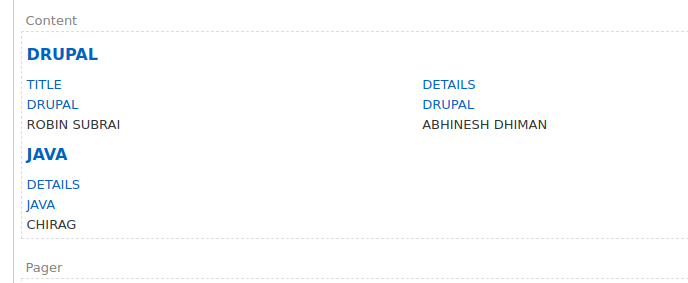 Content
DRUPAL
TITLE
DRUPAL
ROBIN SUBRAI
DETAILS
DRUPAL
ABHINESH DHIMAN
JAVA
DETAILS
JAVA
CHIRAG
Pager